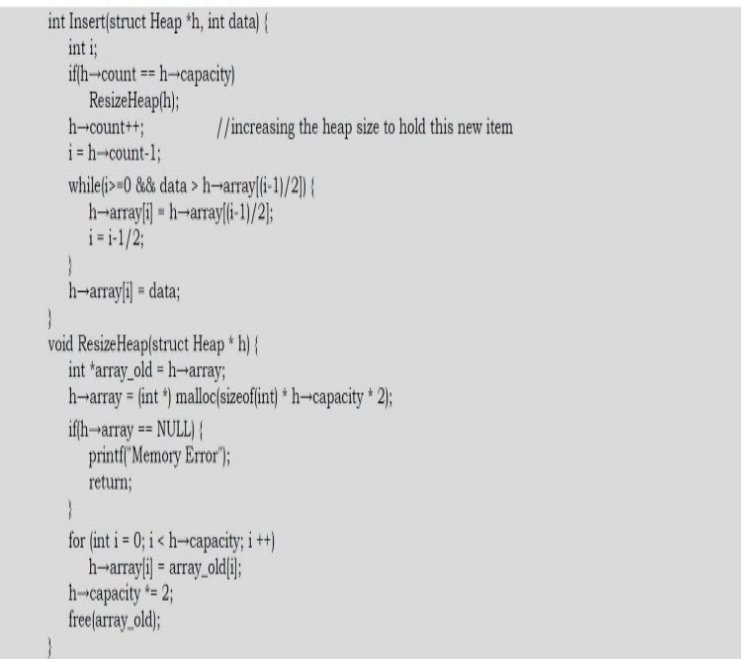 int Insert(struct Heap *h, int data) {
int i;
if(h→count == h→capacity)
ResizeHeap(h);
h→count++; //increasing the heap size to hold this new item
i = h→count-1;
while(i>=0 && data > h→array[(i-1)/2]) {
h→array[i] = h→array[(i-1)/2];
i = i-1/2;
}
h→array[i] = data;
}
void ResizeHeap(struct Heap * h) {
int *array_old = h→array;
h→array = (int *) malloc(sizeof(int) * h→capacity * 2);
if(h→array == NULL) {
printf("Memory Error");
return;
}
for (int i = 0; i < h→capacity; i ++)
h→array[i] = array_old[i];
h→capacity *= 2;
free(array_old);
}